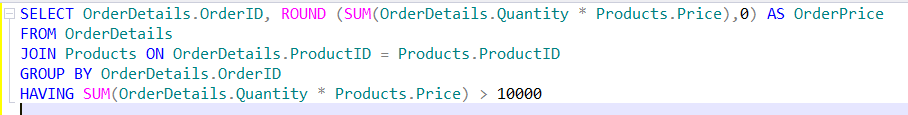 SELECT OrderDetails.OrderID, ROUND (SUM(OrderDetails.Quantity * Products.Price),0) AS OrderPrice
FROM OrderDetails
JOIN Products ON OrderDetails.ProductID = Products.ProductID
GROUP BY OrderDetails.OrderID
HAVING SUM(OrderDetails.Quantity * Products.Price) > 10000